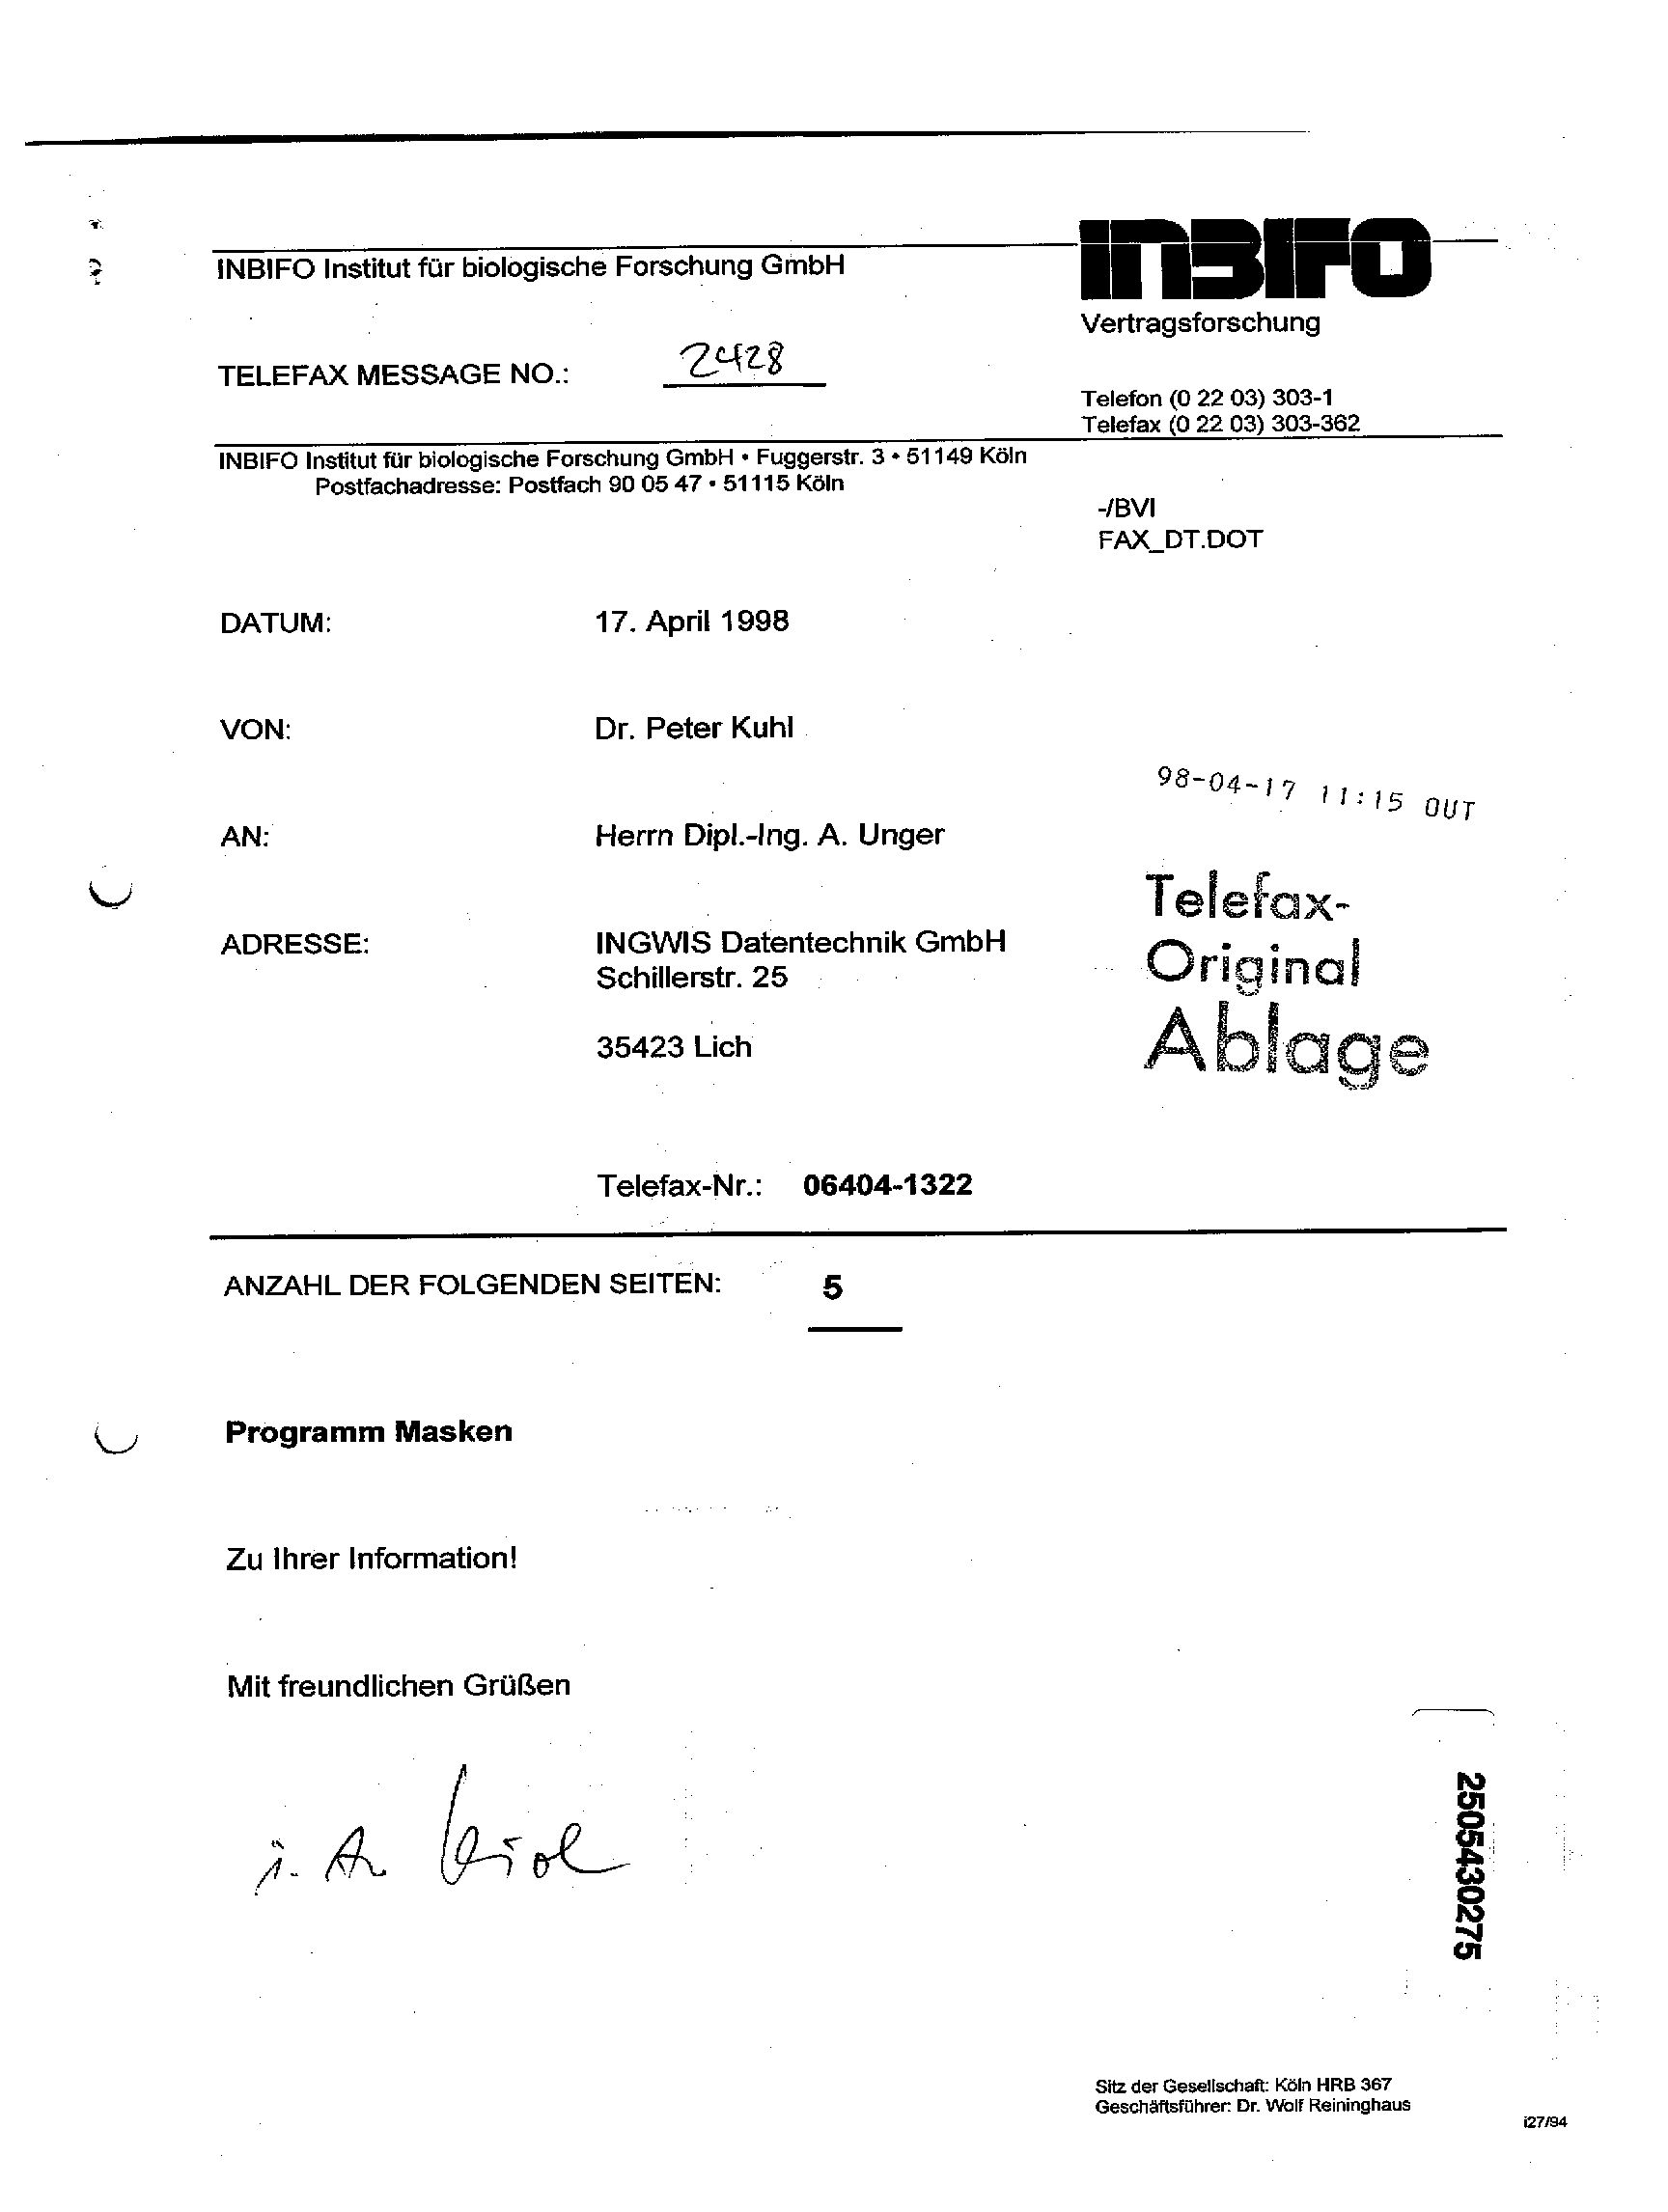 INBIFO
INBIFO Institut für biologische Forschung GmbH
Vertragsforschung
TELEFAX MESSAGE NO.: 2428
Telefon (0 22 03) 303-1
Telefax (0 22 03) 303-362
INBIFO Institut für biologische Forschung GmbH • Fuggerstr. 3 • 51149 Köln
Postfachadresse: Postfach 90 05 47 • 51115 Köln
-/BVI
FAX_DT.DOT
DATUM: 17. April 1998
VON: Dr. Peter Kuhl
98-04-17 11:15 OUT
AN: Herrn Dipl.-Ing. A. Unger
Telefax-
Original
Ablage
ADRESSE: INGWIS Datentechnik GmbH
Schillerstr. 25
35423 Lich
Telefax-Nr.: 06404-1322
ANZAHL DER FOLGENDEN SEITEN: 5
Programm Masken
Zu Ihrer Information!
Mit freundlichen Grüßen
i. A.
2505430275
Sitz der Gesellschaft: Köln HRB 367
Geschäftsführer: Dr. Wolf Reininghaus
i27/94